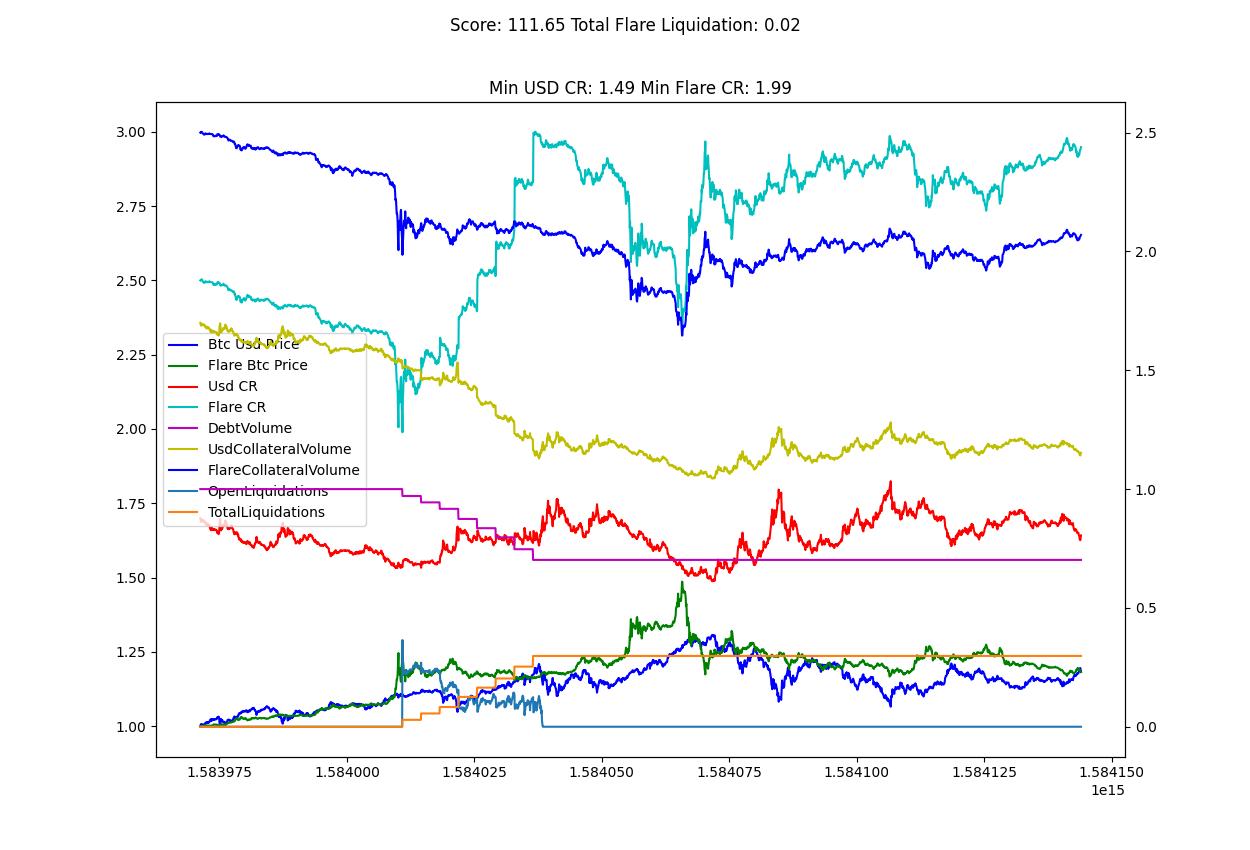 Score: 111.65 Total Flare Liquidation: 0.02
Min USD CR: 1.49 Min Flare CR: 1.99
3.00
2.75
2.50
2.25
2.00
1.75
1.50
1.25
1.00
Btc Usd Price
Flare Btc Price
Usd CR
Flare CR
DebtVolume
UsdCollateralVolume
FlareCollateralVolume
OpenLiquidations
TotalLiquidations
2.5
2.0
1.5
1.0
0.5
0.0
1.583975 1.584000 1.584025 1.584050 1.584075 1.584100 1.584125 1.584150
1e15